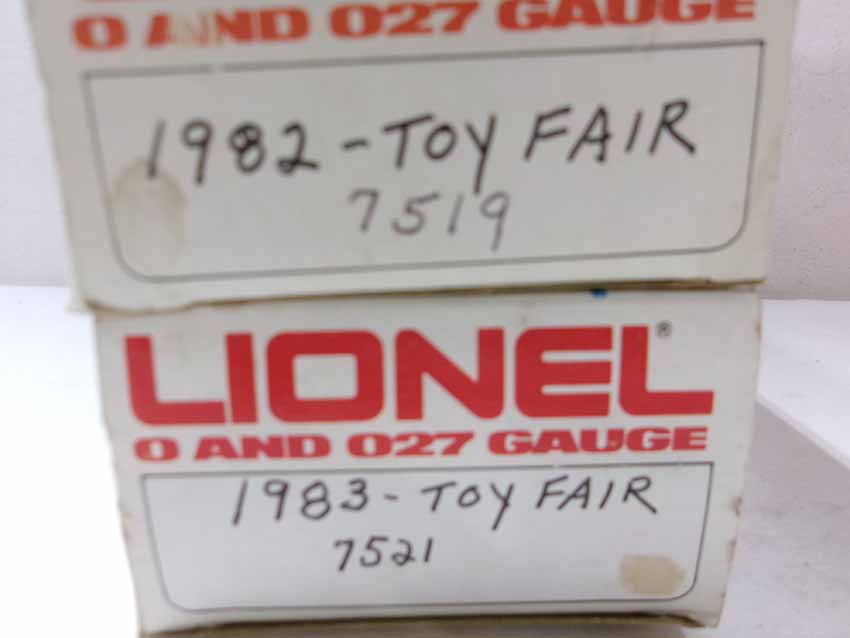 O AND O27 GAUGE
1982 - TOY FAIR
7519
LIONEL®
O AND O27 GAUGE
1983 - TOY FAIR
7521